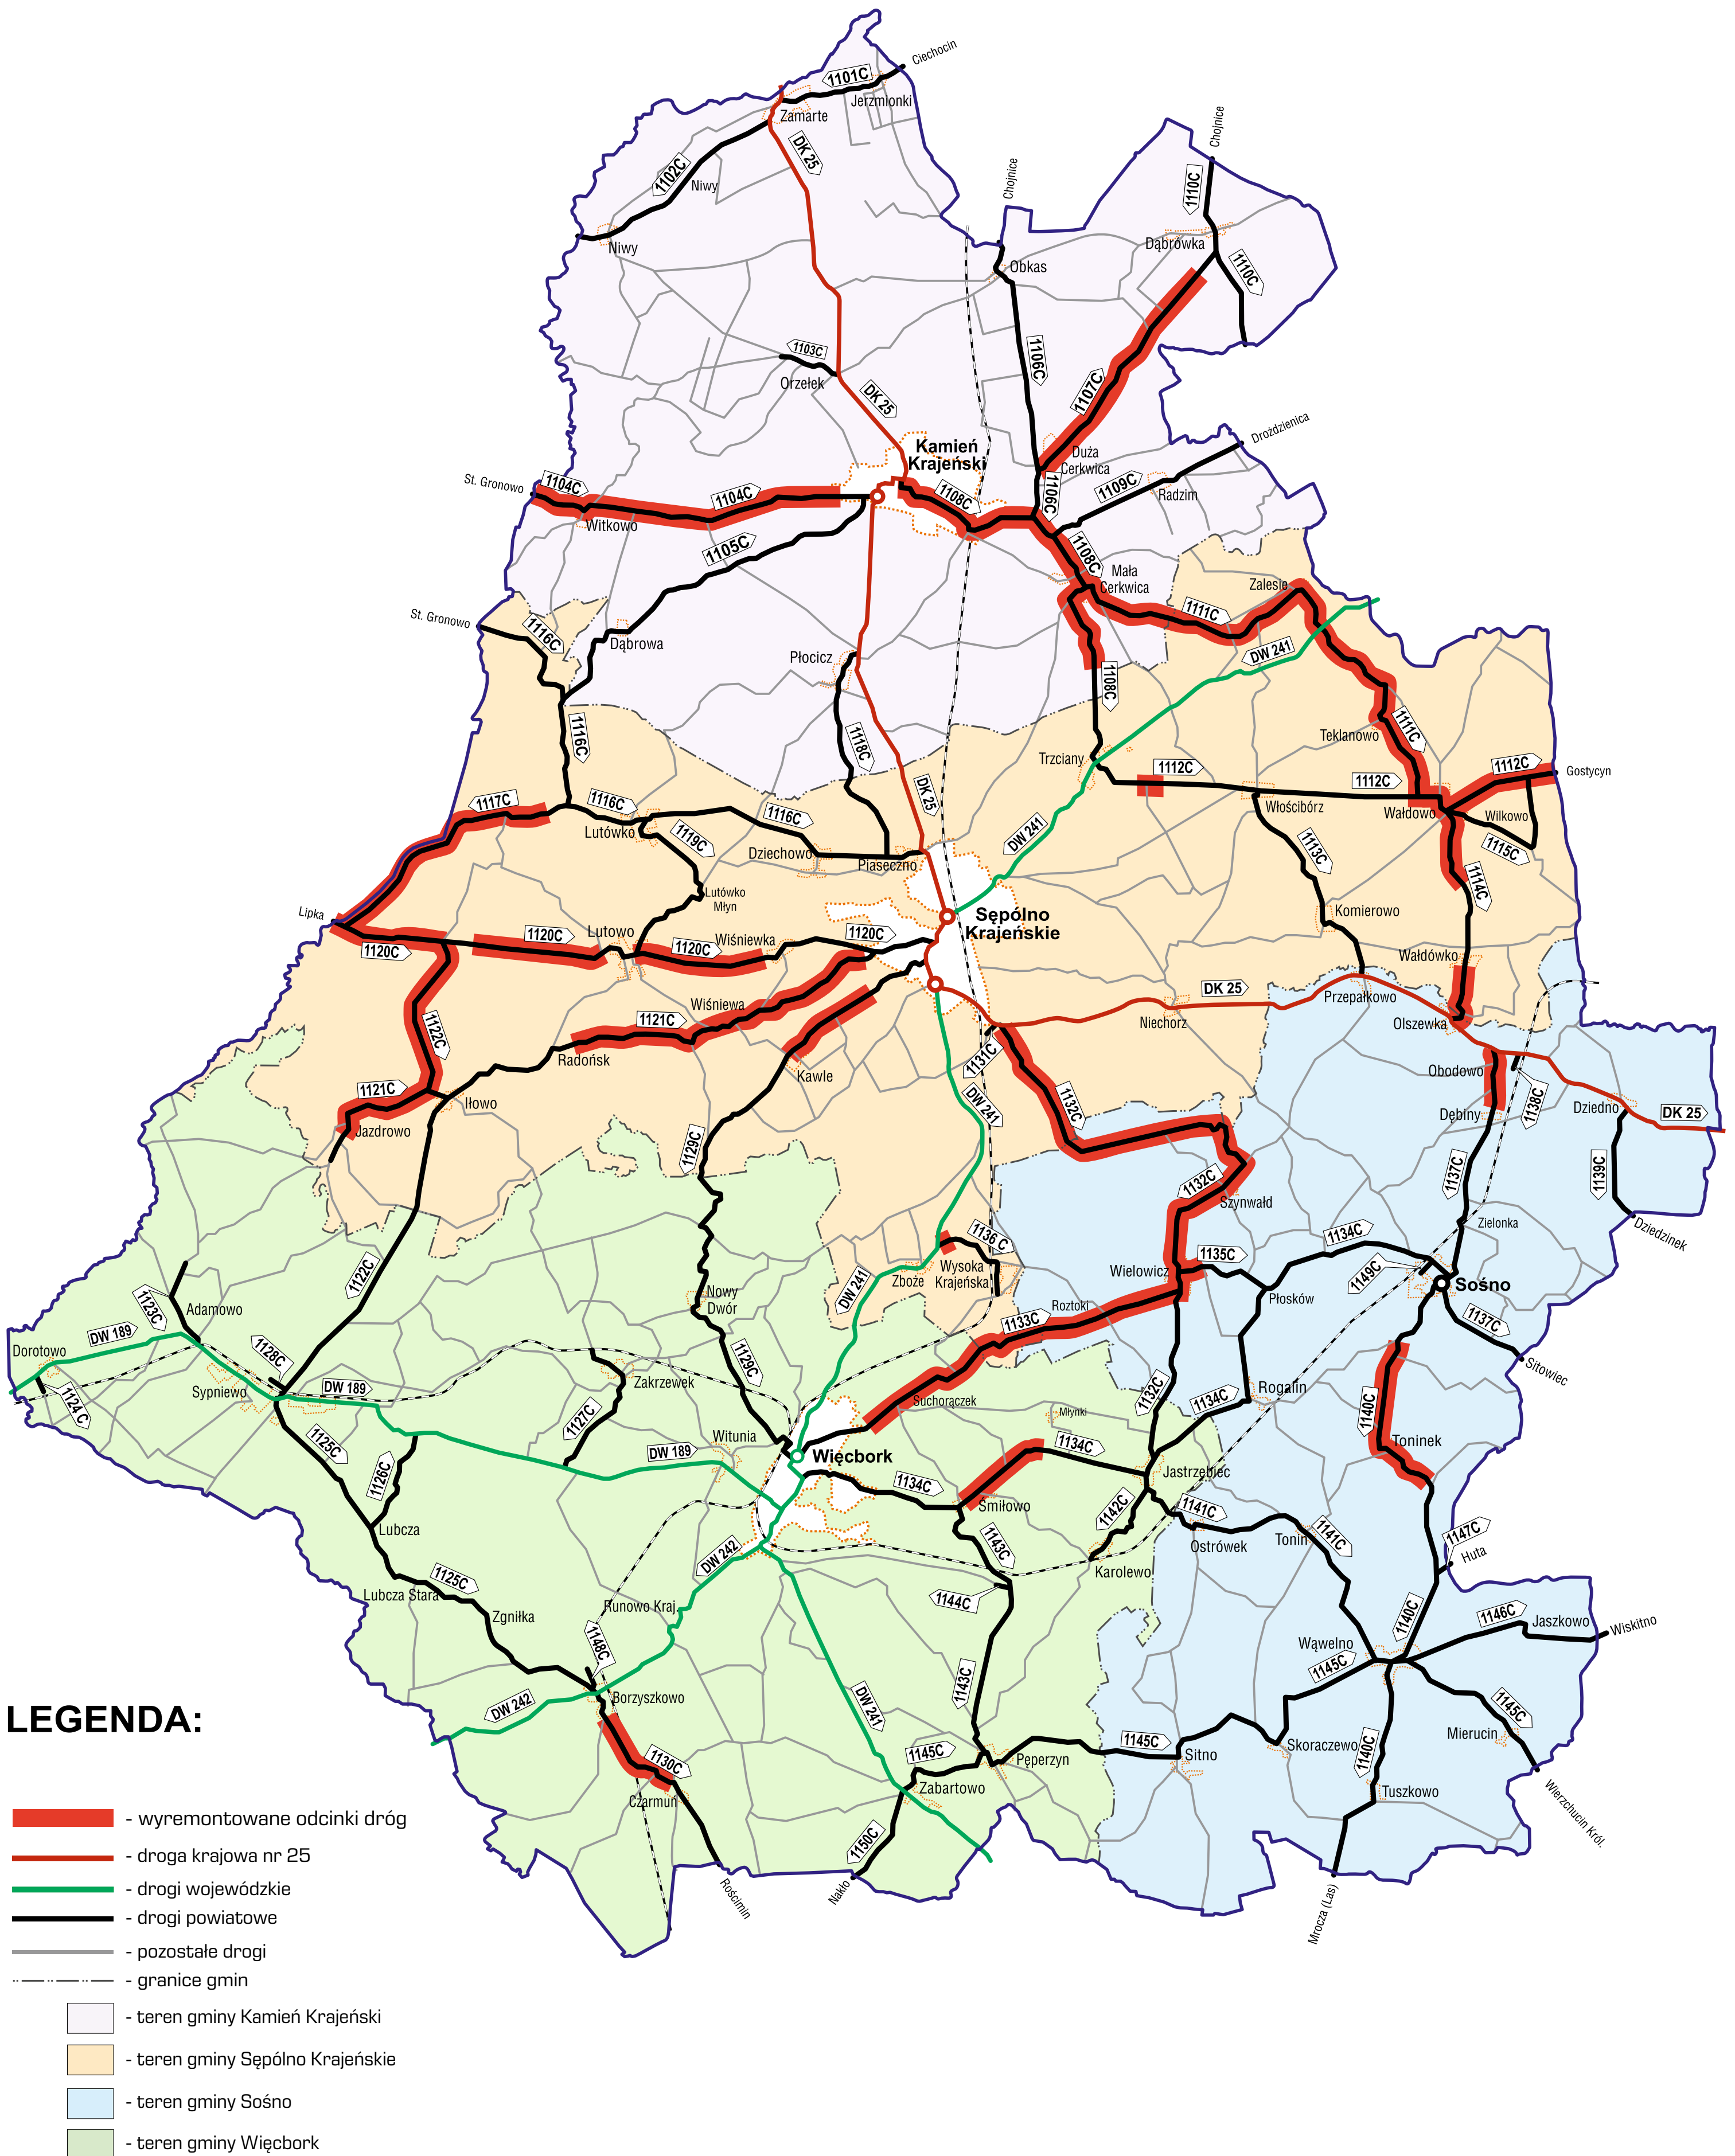 Ciechocin
1101C
Jerzmionki
Zamarte
DK 25
1102C
Niwy
Niwy
Chojnice
Chojnice
1110C
Dąbrówka
1110C
Obkas
1106C
1107C
1103C
Orzełek
DK 25
Kamień
Krajeński
Duża
Cerkwica
Drożdzienica
St. Gronowo
1104C
1104C
Witkowo
1108C
1106C
1109C
Radzim
1105C
1108C
Mała
Cerkwica
Zalesie
1111C
St. Gronowo
1116C
Dąbrowa
Płocicz
DW 241
1108C
1116C
1118C
Teklanowo
1111C
Trzciany
1112C
1112C
1112C
Gostycyn
DK 25
1117C
1116C
1116C
Lutówko
1119C
Dziechowo
Piaseczno
DW 241
Włościbórz
Wałdowo
Wilkowo
1115C
1113C
1114C
Lutówko
Młyn
Lipka
Sępólno
Krajeńskie
Komierowo
1120C
1120C
Lutowo
1120C
Wiśniewka
1120C
Wałdówko
Wiśniewa
1121C
DK 25
Przepałkowo
Niechorz
Olszewka
1122C
Radońsk
Kawle
1131C
Obodowo
1121C
Iłowo
Jazdrowo
DW 241
1132C
Dębiny
1138C
Dziedno
DK 25
1129C
1137C
1139C
1132C
Szynwałd
Zielonka
Dziedzinek
1136 C
Wysoka
Krajeńska
Zboże
1134C
1135C
Wielowicz
1149C
Sośno
Płosków
1122C
DW 241
1123C
Adamowo
Nowy
Dwór
Roztoki
1133C
1137C
Sitowiec
DW 189
Dorotowo
1128C
1129C
Sypniewo
DW 189
1124 C
Zakrzewek
1127C
Suchorączek
Młynki
1132C
1134C
Rogalin
1140C
Toninek
1125C
1126C
Witunia
DW 189
Więcbork
1134C
1134C
Jastrzębiec
Śmiłowo
1142C
1141C
Ostrówek
Tonin
1141C
1147C
Huta
Lubcza
DW 242
1143C
Karolewo
1125C
Lubcza Stara
Zgniłka
Runowo Kraj.
1144C
1140C
1146C
Jaszkowo
Wiskitno
1148C
Wąwelno
1145C
1143C
Borzyszkowo
DW 242
DW 241
1145C
Mierucin
1145C
1145C
Pęperzyn
Sitno
Skoraczewo
1140C
Tuszkowo
Wierzchucin Król.
1130C
Czarmuń
Zabartowo
1150C
Nakło
Rościmin
Mrocza (Las)
LEGENDA:
- wyremontowane odcinki dróg
- droga krajowa nr 25
- drogi wojewódzkie
- drogi powiatowe
- pozostałe drogi
- granice gmin
- teren gminy Kamień Krajeński
- teren gminy Sępólno Krajeńskie
- teren gminy Sośno
- teren gminy Więcbork